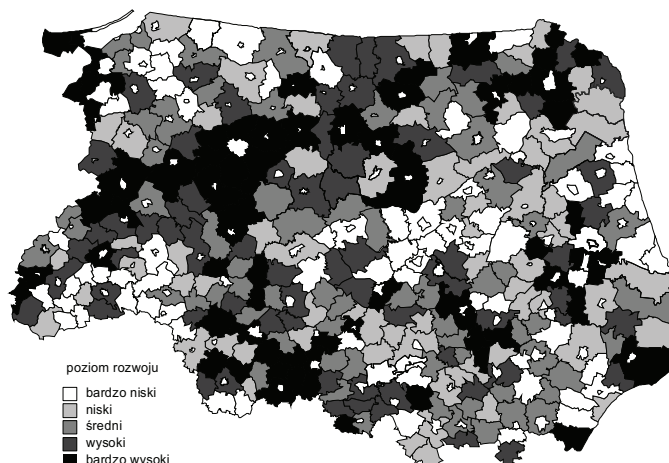 poziom rozwoju
bardzo niski
niski
średni
wysoki
bardzo wysoki